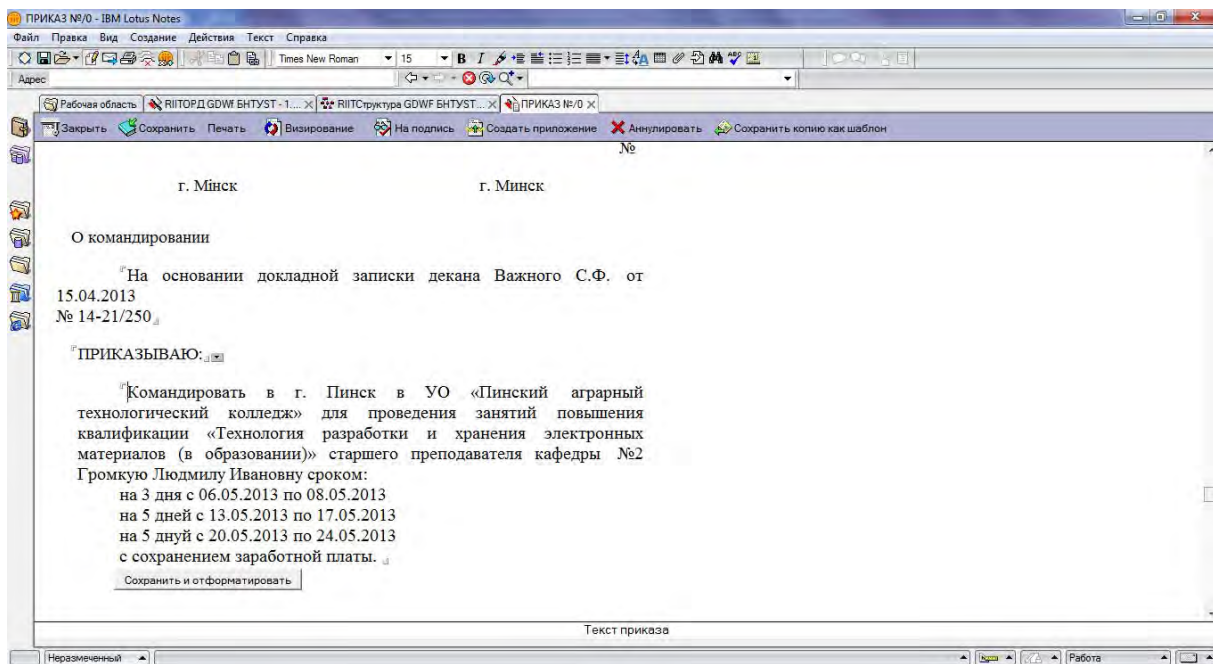 ПРИКАЗ №/0 - IBM Lotus Notes
Файл Правка Вид Создание Действия Текст Справка
Times New Roman 15
Адрес
Рабочая область RIITОРД GDWF БНТУST - 1.... RIITСтруктура GDWF БНТУST... ПРИКАЗ №/0
Закрыть Сохранить Печать Визирование На подпись Создать приложение Аннулировать Сохранить копию как шаблон
№
г. Мінск г. Минск
О командировании
На основании докладной записки декана Важного С.Ф. от
15.04.2013
№ 14-21/250
ПРИКАЗЫВАЮ:
Командировать в г. Пинск в УО «Пинский аграрный
технологический колледж» для проведения занятий повышения
квалификации «Технология разработки и хранения электронных
материалов (в образовании)» старшего преподавателя кафедры №2
Громкую Людмилу Ивановну сроком:
на 3 дня с 06.05.2013 по 08.05.2013
на 5 дней с 13.05.2013 по 17.05.2013
на 5 днуй с 20.05.2013 по 24.05.2013
с сохранением заработной платы.
Сохранить и отформатировать
Текст приказа
Неразмеченный Работа